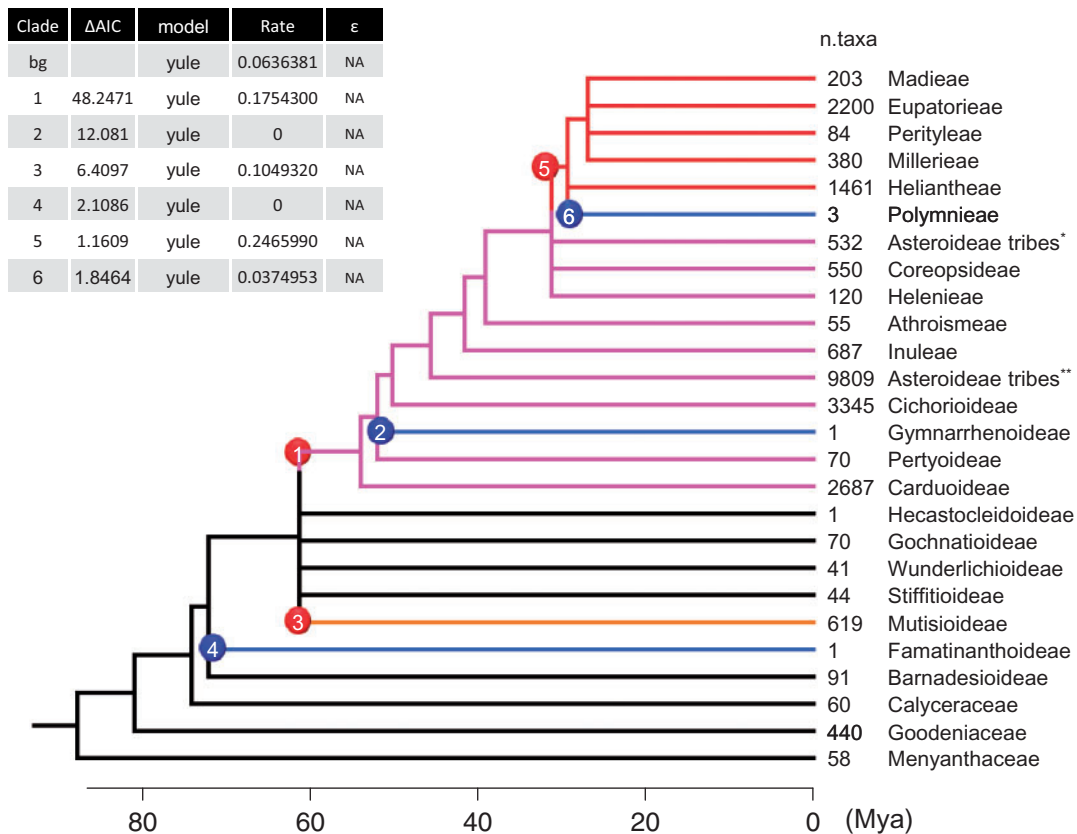 Clade ΔAIC model Rate ε
bg yule 0.0636381 NA
1 48.2471 yule 0.1754300 NA
2 12.081 yule 0 NA
3 6.4097 yule 0.1049320 NA
4 2.1086 yule 0 NA
5 1.1609 yule 0.2465990 NA
6 1.8464 yule 0.0374953 NA
n.taxa
203 Madieae
2200 Eupatorieae
84 Perityleae
380 Millerieae
5
1461 Heliantheae
6 3 Polymnieae
532 Asteroideae tribes*
550 Coreopsideae
120 Helenieae
55 Athroismeae
687 Inuleae
9809 Asteroideae tribes**
3345 Cichorioideae
2 1 Gymnarrhenoideae
1 70 Pertyoideae
2687 Carduoideae
1 Hecastocleidoideae
70 Gochnatioideae
41 Wunderlichioideae
44 Stiffitioideae
3 619 Mutisioideae
4 1 Famatinanthoideae
91 Barnadesioideae
60 Calyceraceae
440 Goodeniaceae
58 Menyanthaceae
80 60 40 20 0 (Mya)